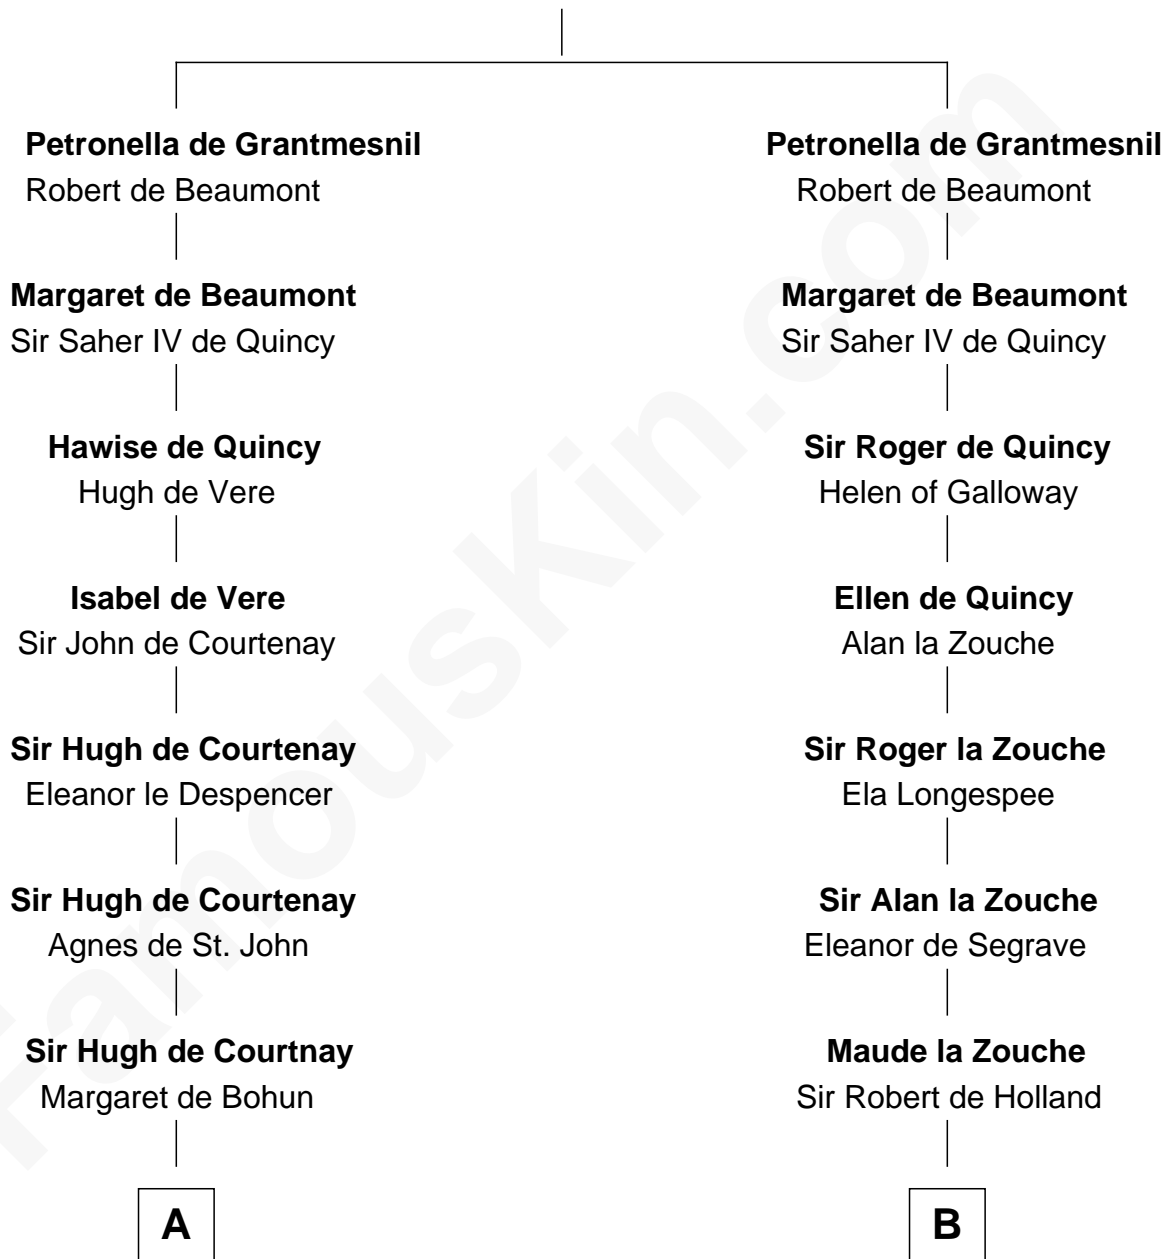 Petronella de Grantmesnil
Robert de Beaumont
Margaret de Beaumont
Sir Saher IV de Quincy
Hawise de Quincy
Hugh de Vere
Isabel de Vere
Sir John de Courtenay
Sir Hugh de Courtenay
Eleanor le Despencer
Sir Hugh de Courtenay
Agnes de St. John
Sir Hugh de Courtnay
Margaret de Bohun
A
Petronella de Grantmesnil
Robert de Beaumont
Margaret de Beaumont
Sir Saher IV de Quincy
Sir Roger de Quincy
Helen of Galloway
Ellen de Quincy
Alan la Zouche
Sir Roger la Zouche
Ela Longespee
Sir Alan la Zouche
Eleanor de Segrave
Maude la Zouche
Sir Robert de Holland
B
FamousKin.com